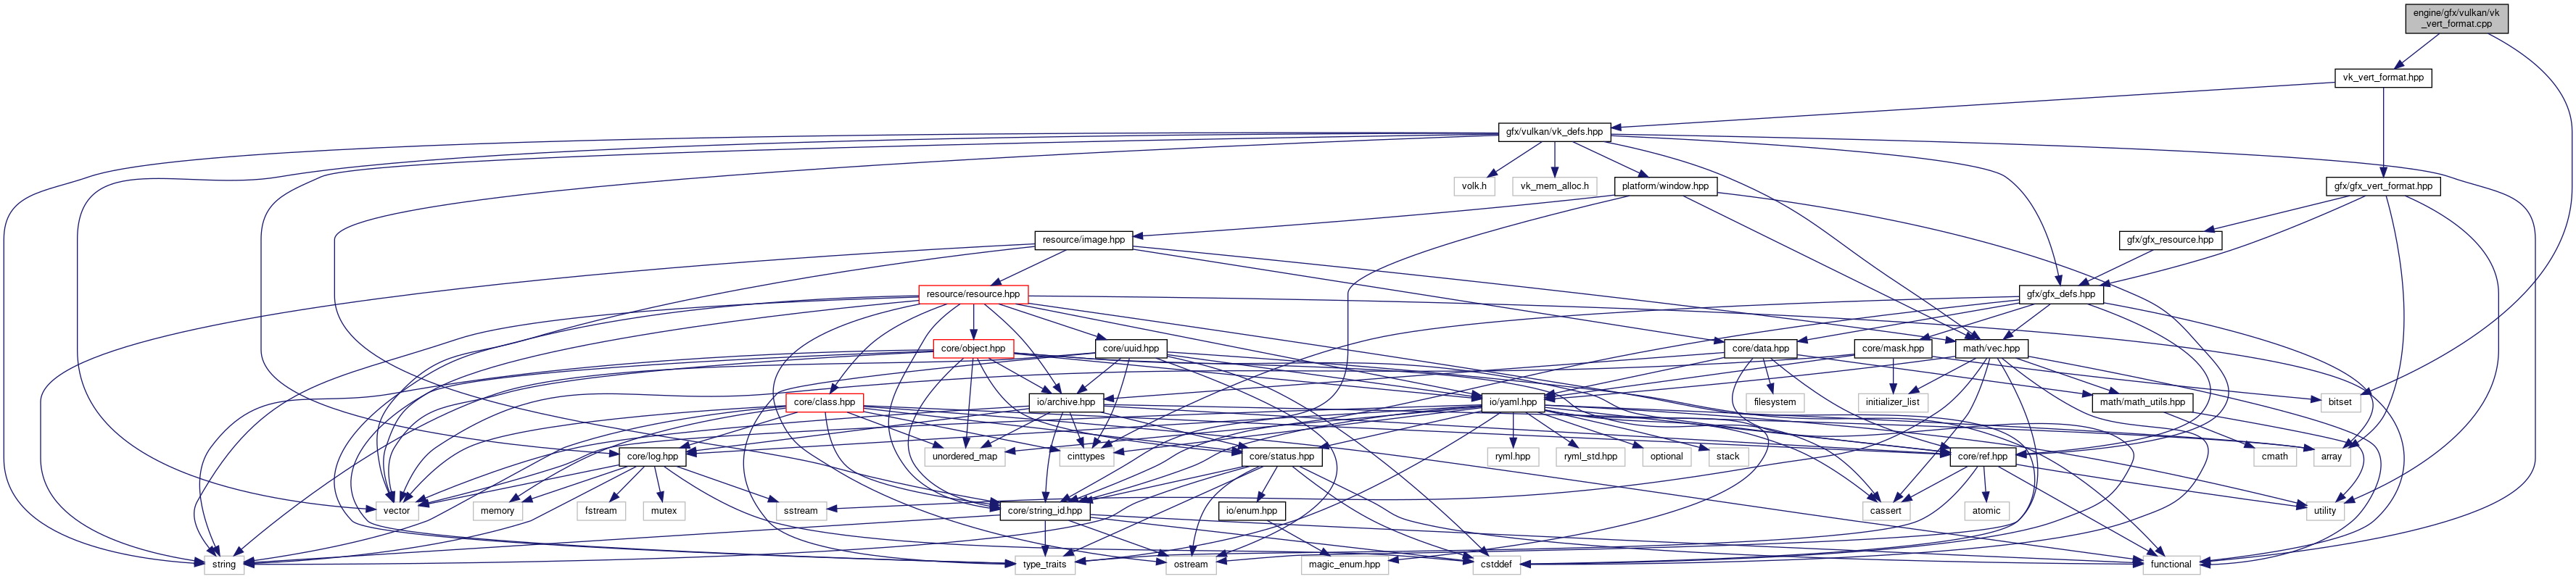 engine/gfx/vulkan/vk
_vert_format.cpp
vk_vert_format.hpp
gfx/vulkan/vk_defs.hpp
volk.h
vk_mem_alloc.h
platform/window.hpp
gfx/gfx_vert_format.hpp
resource/image.hpp
gfx/gfx_resource.hpp
resource/resource.hpp
gfx/gfx_defs.hpp
core/object.hpp
core/uuid.hpp
core/data.hpp
core/mask.hpp
math/vec.hpp
core/class.hpp
io/archive.hpp
io/yaml.hpp
filesystem
initializer_list
math/math_utils.hpp
bitset
core/log.hpp
unordered_map
cinttypes
core/status.hpp
ryml.hpp
ryml_std.hpp
optional
stack
core/ref.hpp
cmath
array
vector
memory
fstream
mutex
sstream
core/string_id.hpp
io/enum.hpp
cassert
atomic
utility
string
type_traits
ostream
magic_enum.hpp
cstddef
functional